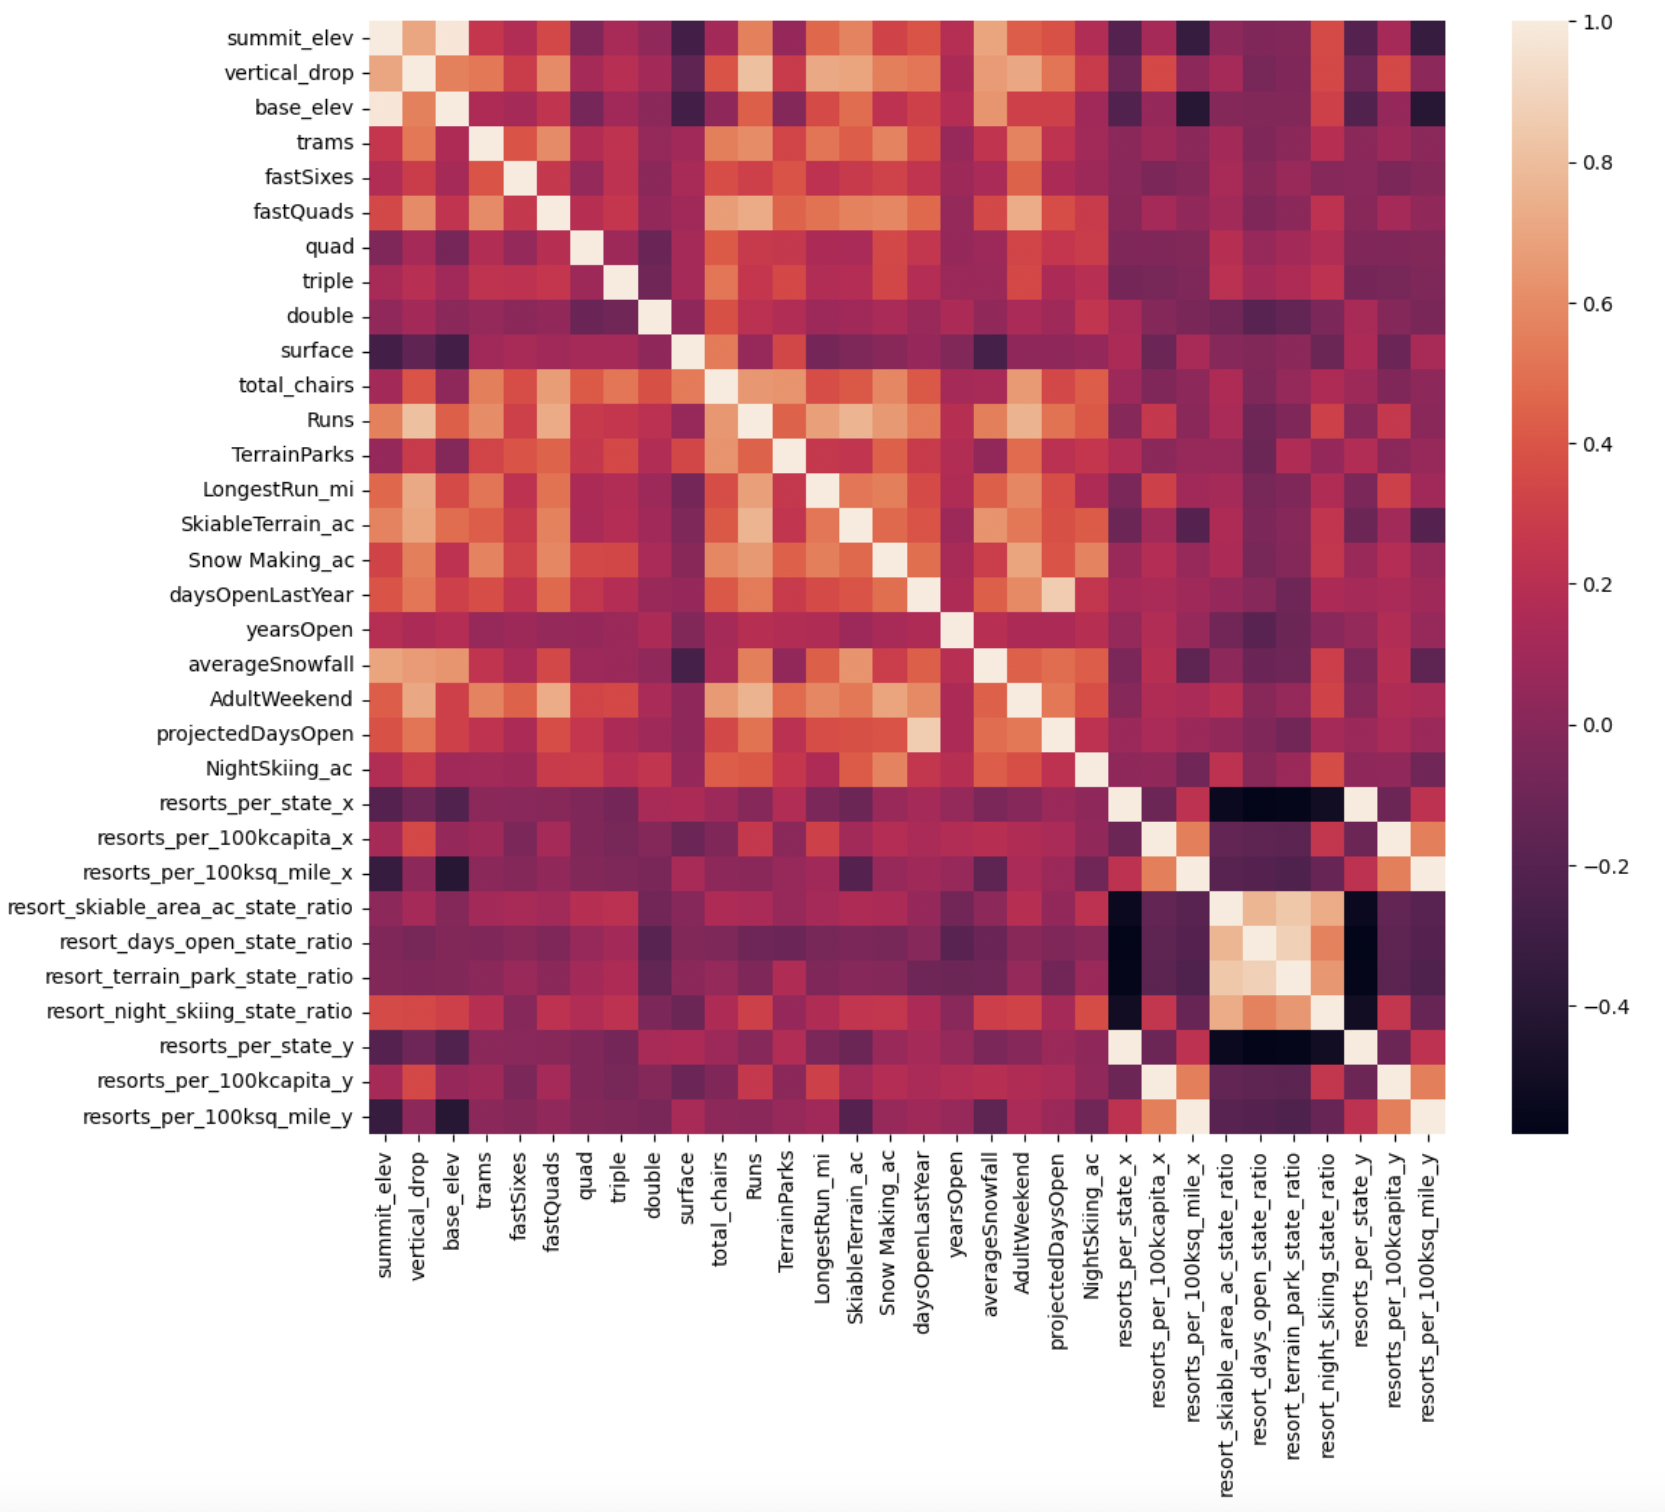 summit_elev
vertical_drop
base_elev
trams
fastSixes
fastQuads
quad
triple
double
surface
total_chairs
Runs
TerrainParks
LongestRun_mi
SkiableTerrain_ac
Snow Making_ac
daysOpenLastYear
yearsOpen
averageSnowfall
AdultWeekend
projectedDaysOpen
NightSkiing_ac
resorts_per_state_x
resorts_per_100kcapita_x
resorts_per_100ksq_mile_x
resort_skiable_area_ac_state_ratio
resort_days_open_state_ratio
resort_terrain_park_state_ratio
resort_night_skiing_state_ratio
resorts_per_state_y
resorts_per_100kcapita_y
resorts_per_100ksq_mile_y
summit_elev
vertical_drop
base_elev
trams
fastSixes
fastQuads
quad
triple
double
surface
total_chairs
Runs
TerrainParks
LongestRun_mi
SkiableTerrain_ac
Snow Making_ac
daysOpenLastYear
yearsOpen
averageSnowfall
AdultWeekend
projectedDaysOpen
NightSkiing_ac
resorts_per_state_x
resorts_per_100kcapita_x
resorts_per_100ksq_mile_x
resort_skiable_area_ac_state_ratio
resort_days_open_state_ratio
resort_terrain_park_state_ratio
resort_night_skiing_state_ratio
resorts_per_state_y
resorts_per_100kcapita_y
resorts_per_100ksq_mile_y
1.0
0.8
0.6
0.4
0.2
0.0
−0.2
−0.4